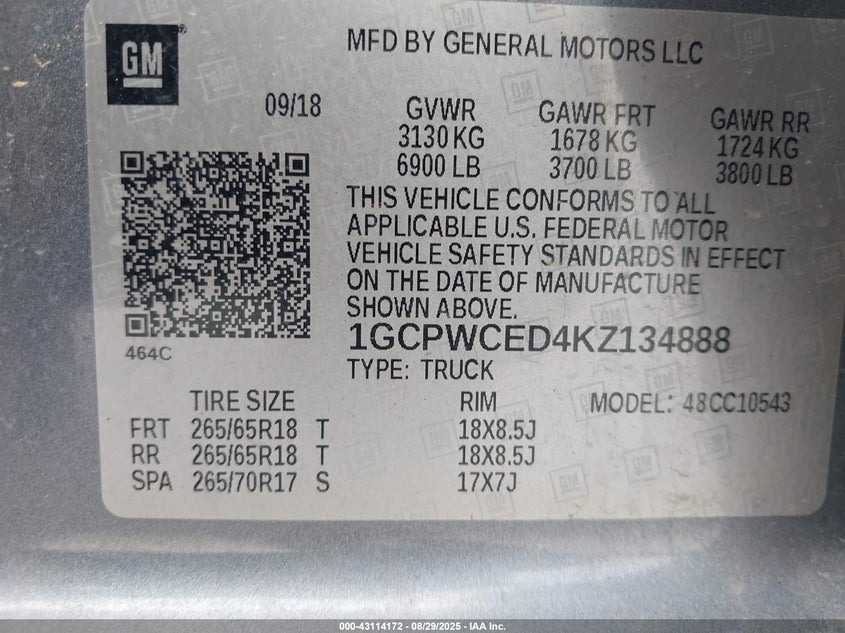 GM
MFD BY GENERAL MOTORS LLC
09/18
GVWR
3130 KG
6900 LB
GAWR FRT
1678 KG
3700 LB
GAWR RR
1724 KG
3800 LB
THIS VEHICLE CONFORMS TO ALL
APPLICABLE U.S. FEDERAL MOTOR
VEHICLE SAFETY STANDARDS IN EFFECT
ON THE DATE OF MANUFACTURE
SHOWN ABOVE.
1GCPWCED4KZ134888
464C
TYPE: TRUCK
TIRE SIZE RIM MODEL: 48CC10543
FRT 265/65R18 T 18X8.5J
RR 265/65R18 T 18X8.5J
SPA 265/70R17 S 17X7J
000-43114172 - 08/29/2025 - IAA Inc.